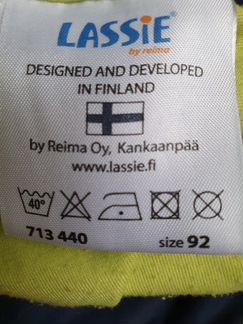 LASSiE
by reima
DESIGNED AND DEVELOPED
IN FINLAND
by Reima Oy, Kankaanpää
www.lassie.fi
40°
713 440
size 92